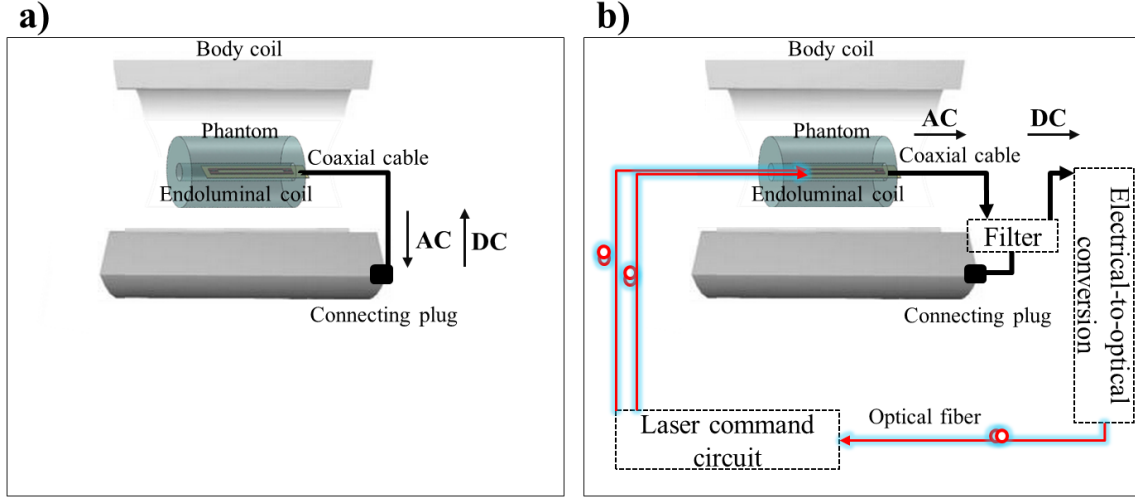 a)
Body coil
Phantom
Coaxial cable
Endoluminal coil
AC DC
Connecting plug
b)
Body coil
AC
DC
Phantom
Coaxial cable
Endoluminal coil
Filter
Electrical-to-optical
conversion
Connecting plug
Optical fiber
Laser command
circuit